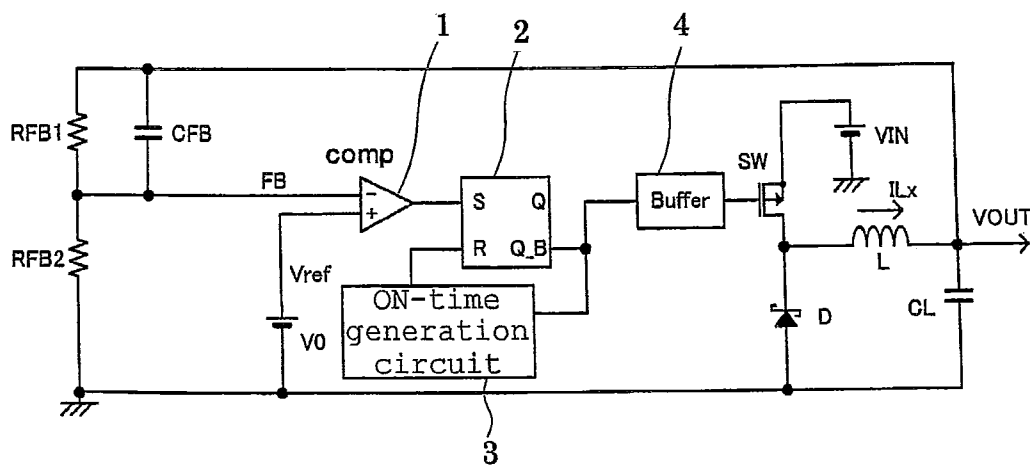 1
2
4
RFB1
CFB
comp
VIN
SW
FB
S
Q
Buffer
ILx
VOUT
RFB2
R
Q_B
L
Vref
ON-time
generation
circuit
V0
D
CL
3